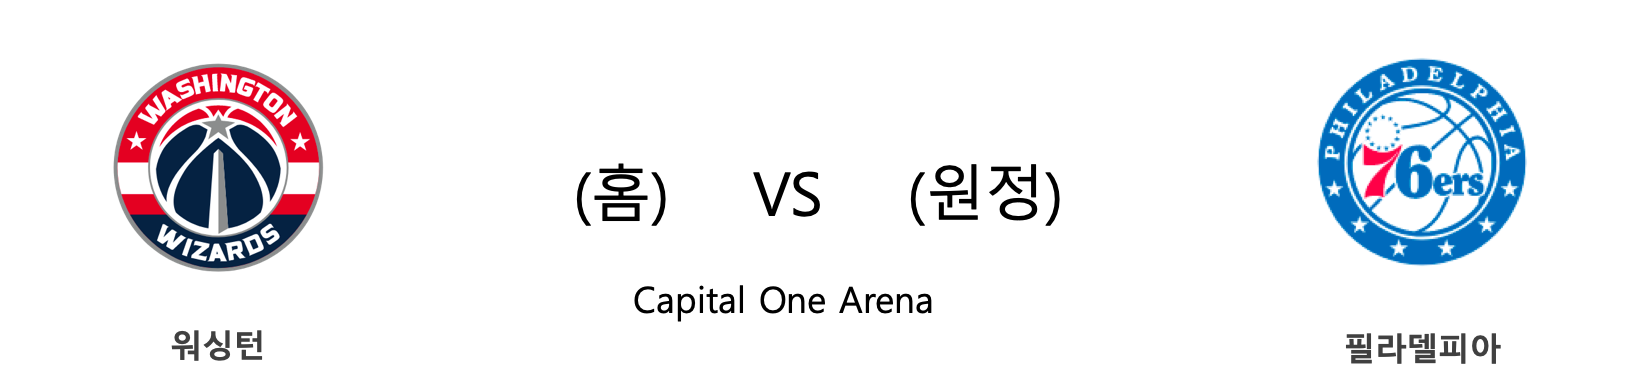 WASHINGTON
WIZARDS
PHILADELPHIA
76ers
(홈) VS (원정)
Capital One Arena
워싱턴
필라델피아